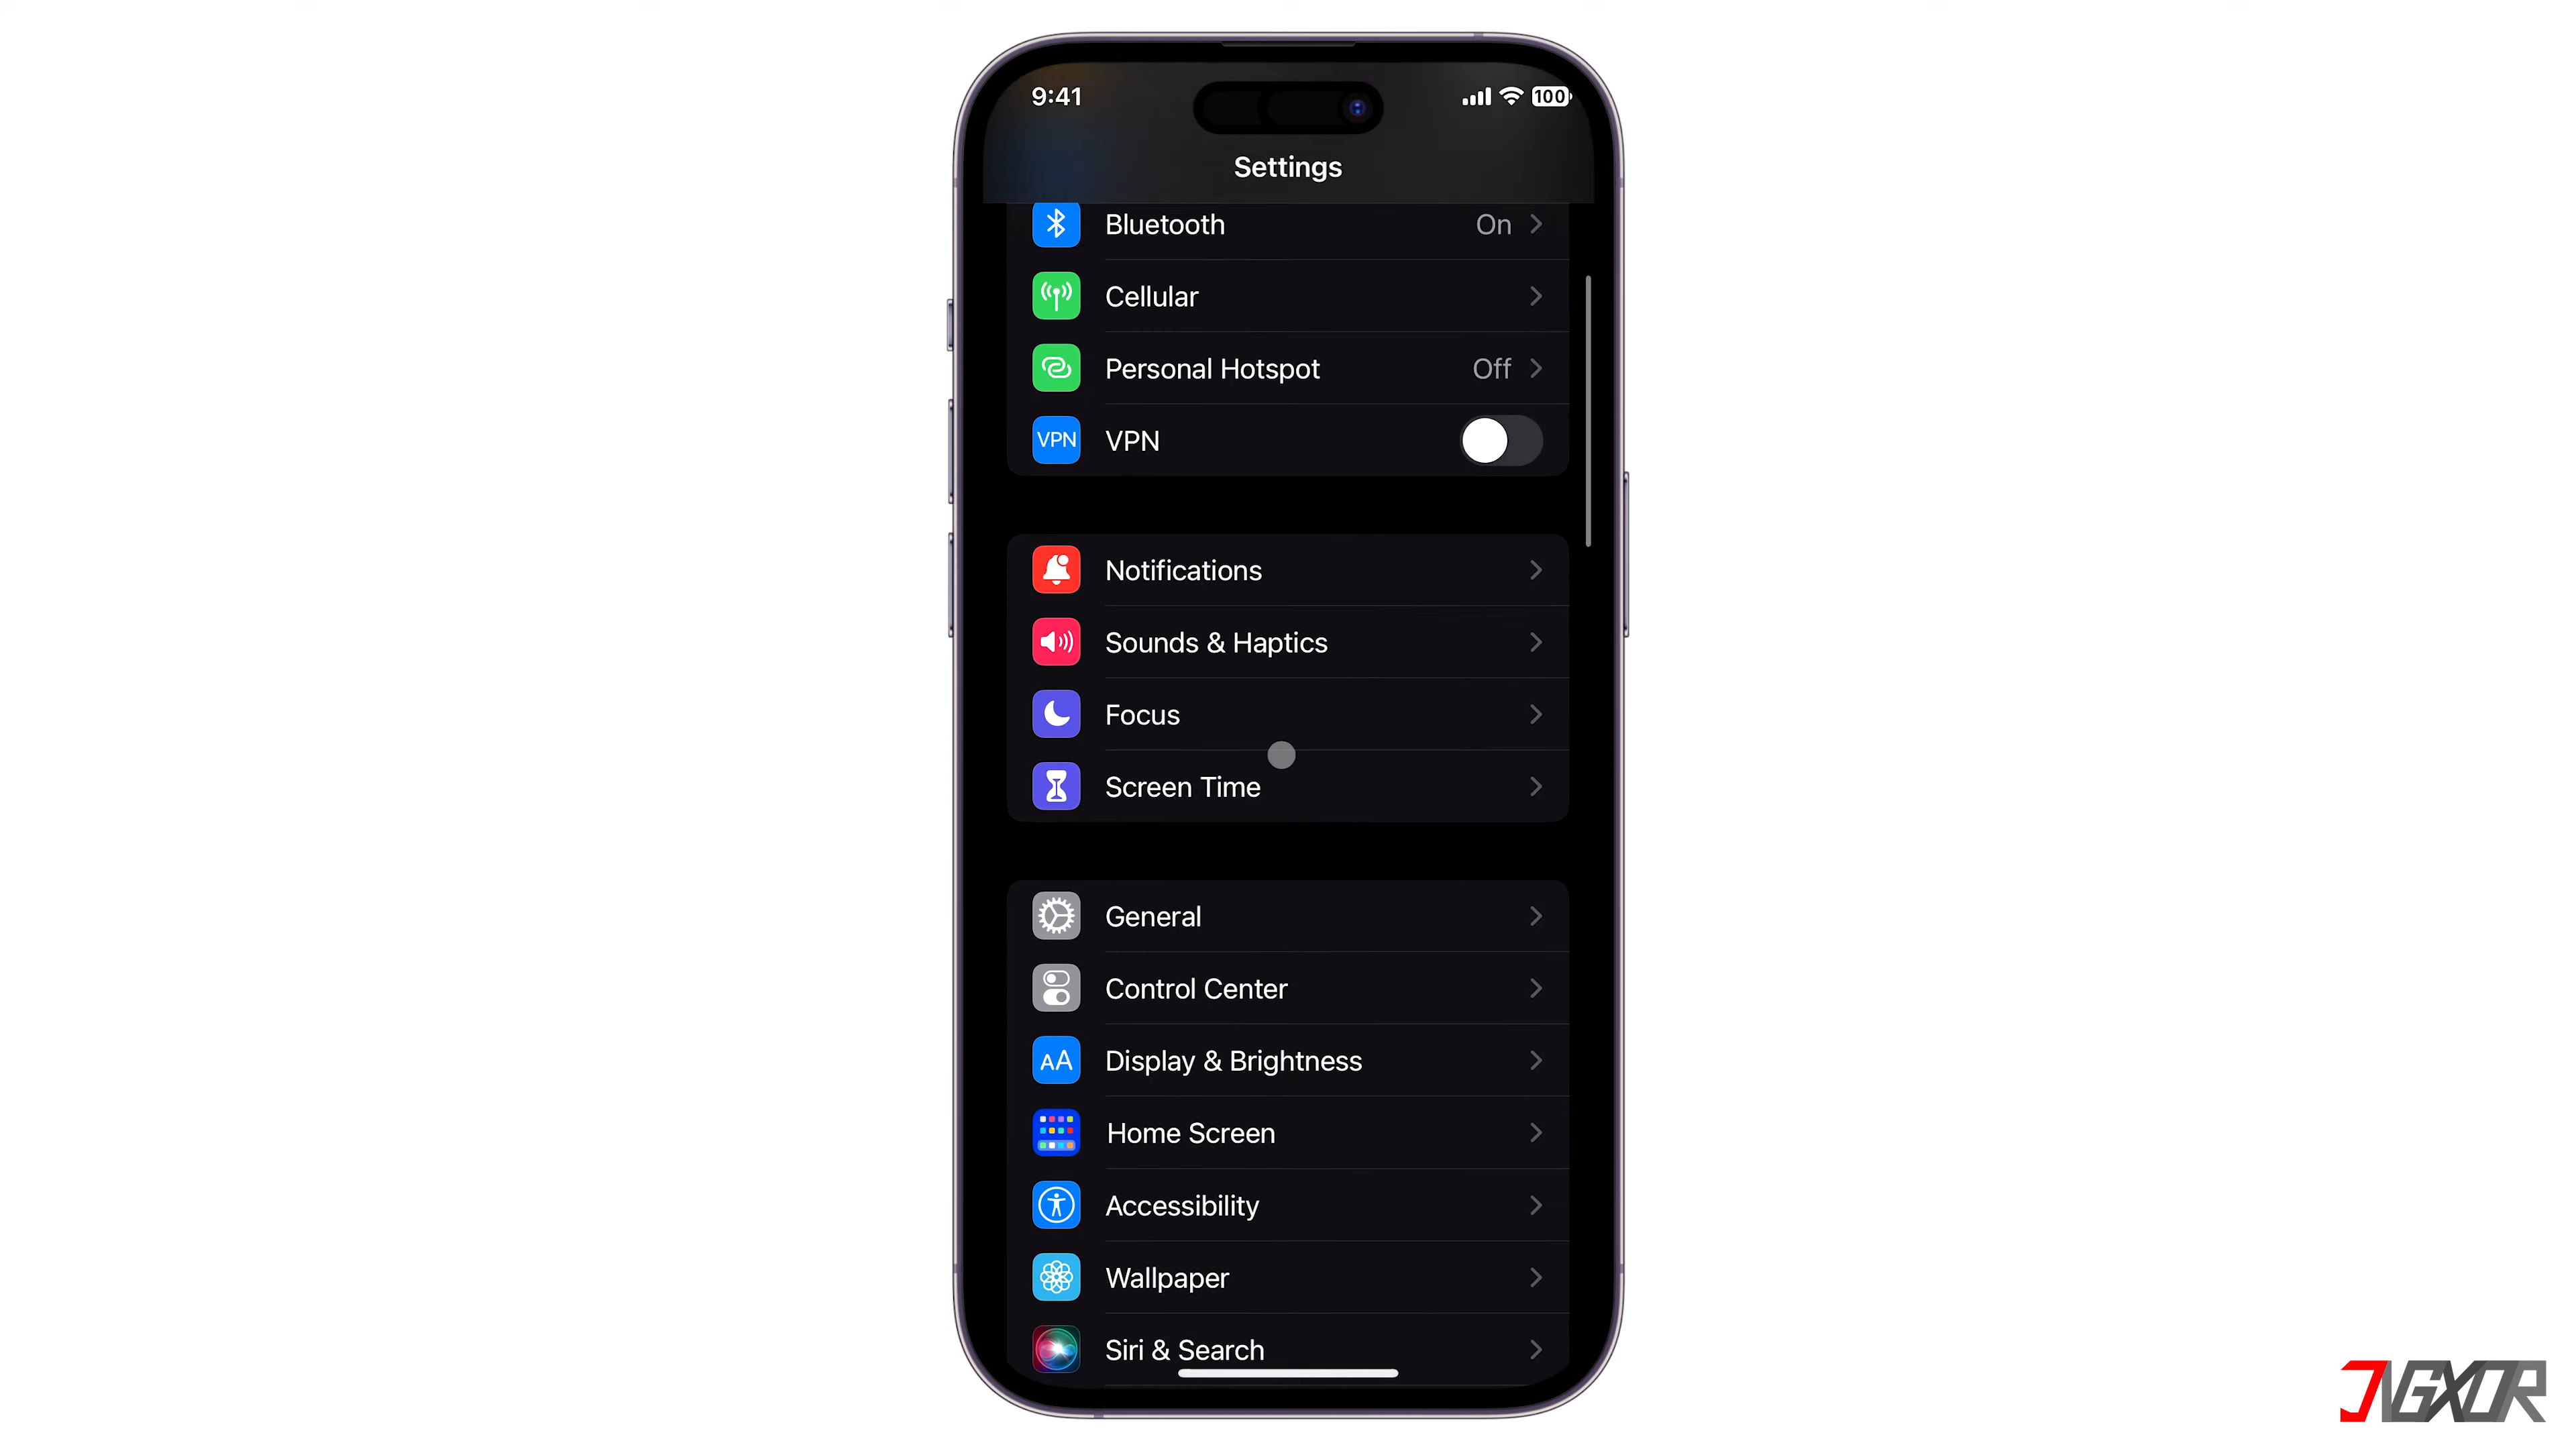 9:41
100
Settings
Bluetooth On
Cellular
Personal Hotspot Off
VPN VPN
Notifications
Sounds & Haptics
Focus
Screen Time
General
Control Center
AA Display & Brightness
Home Screen
Accessibility
Wallpaper
Siri & Search
JNGXOR